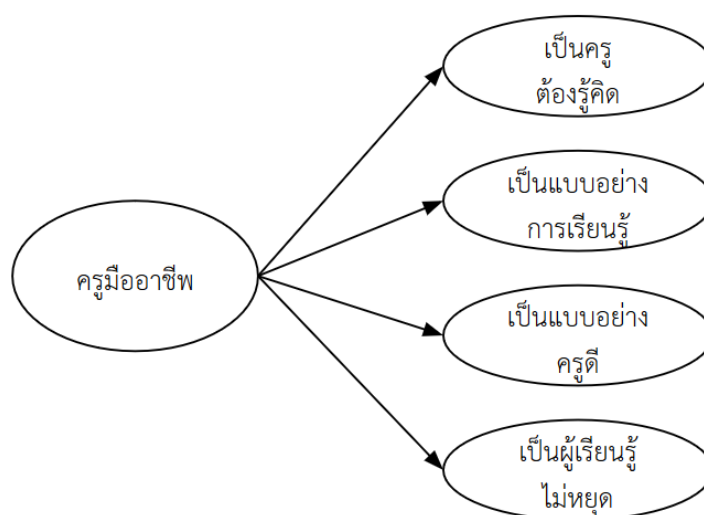 เป็นครู
ต้องรู้คิด
เป็นแบบอย่าง
การเรียนรู้
ครูมืออาชีพ
เป็นแบบอย่าง
ครูดี
เป็นผู้เรียนรู้
ไม่หยุด